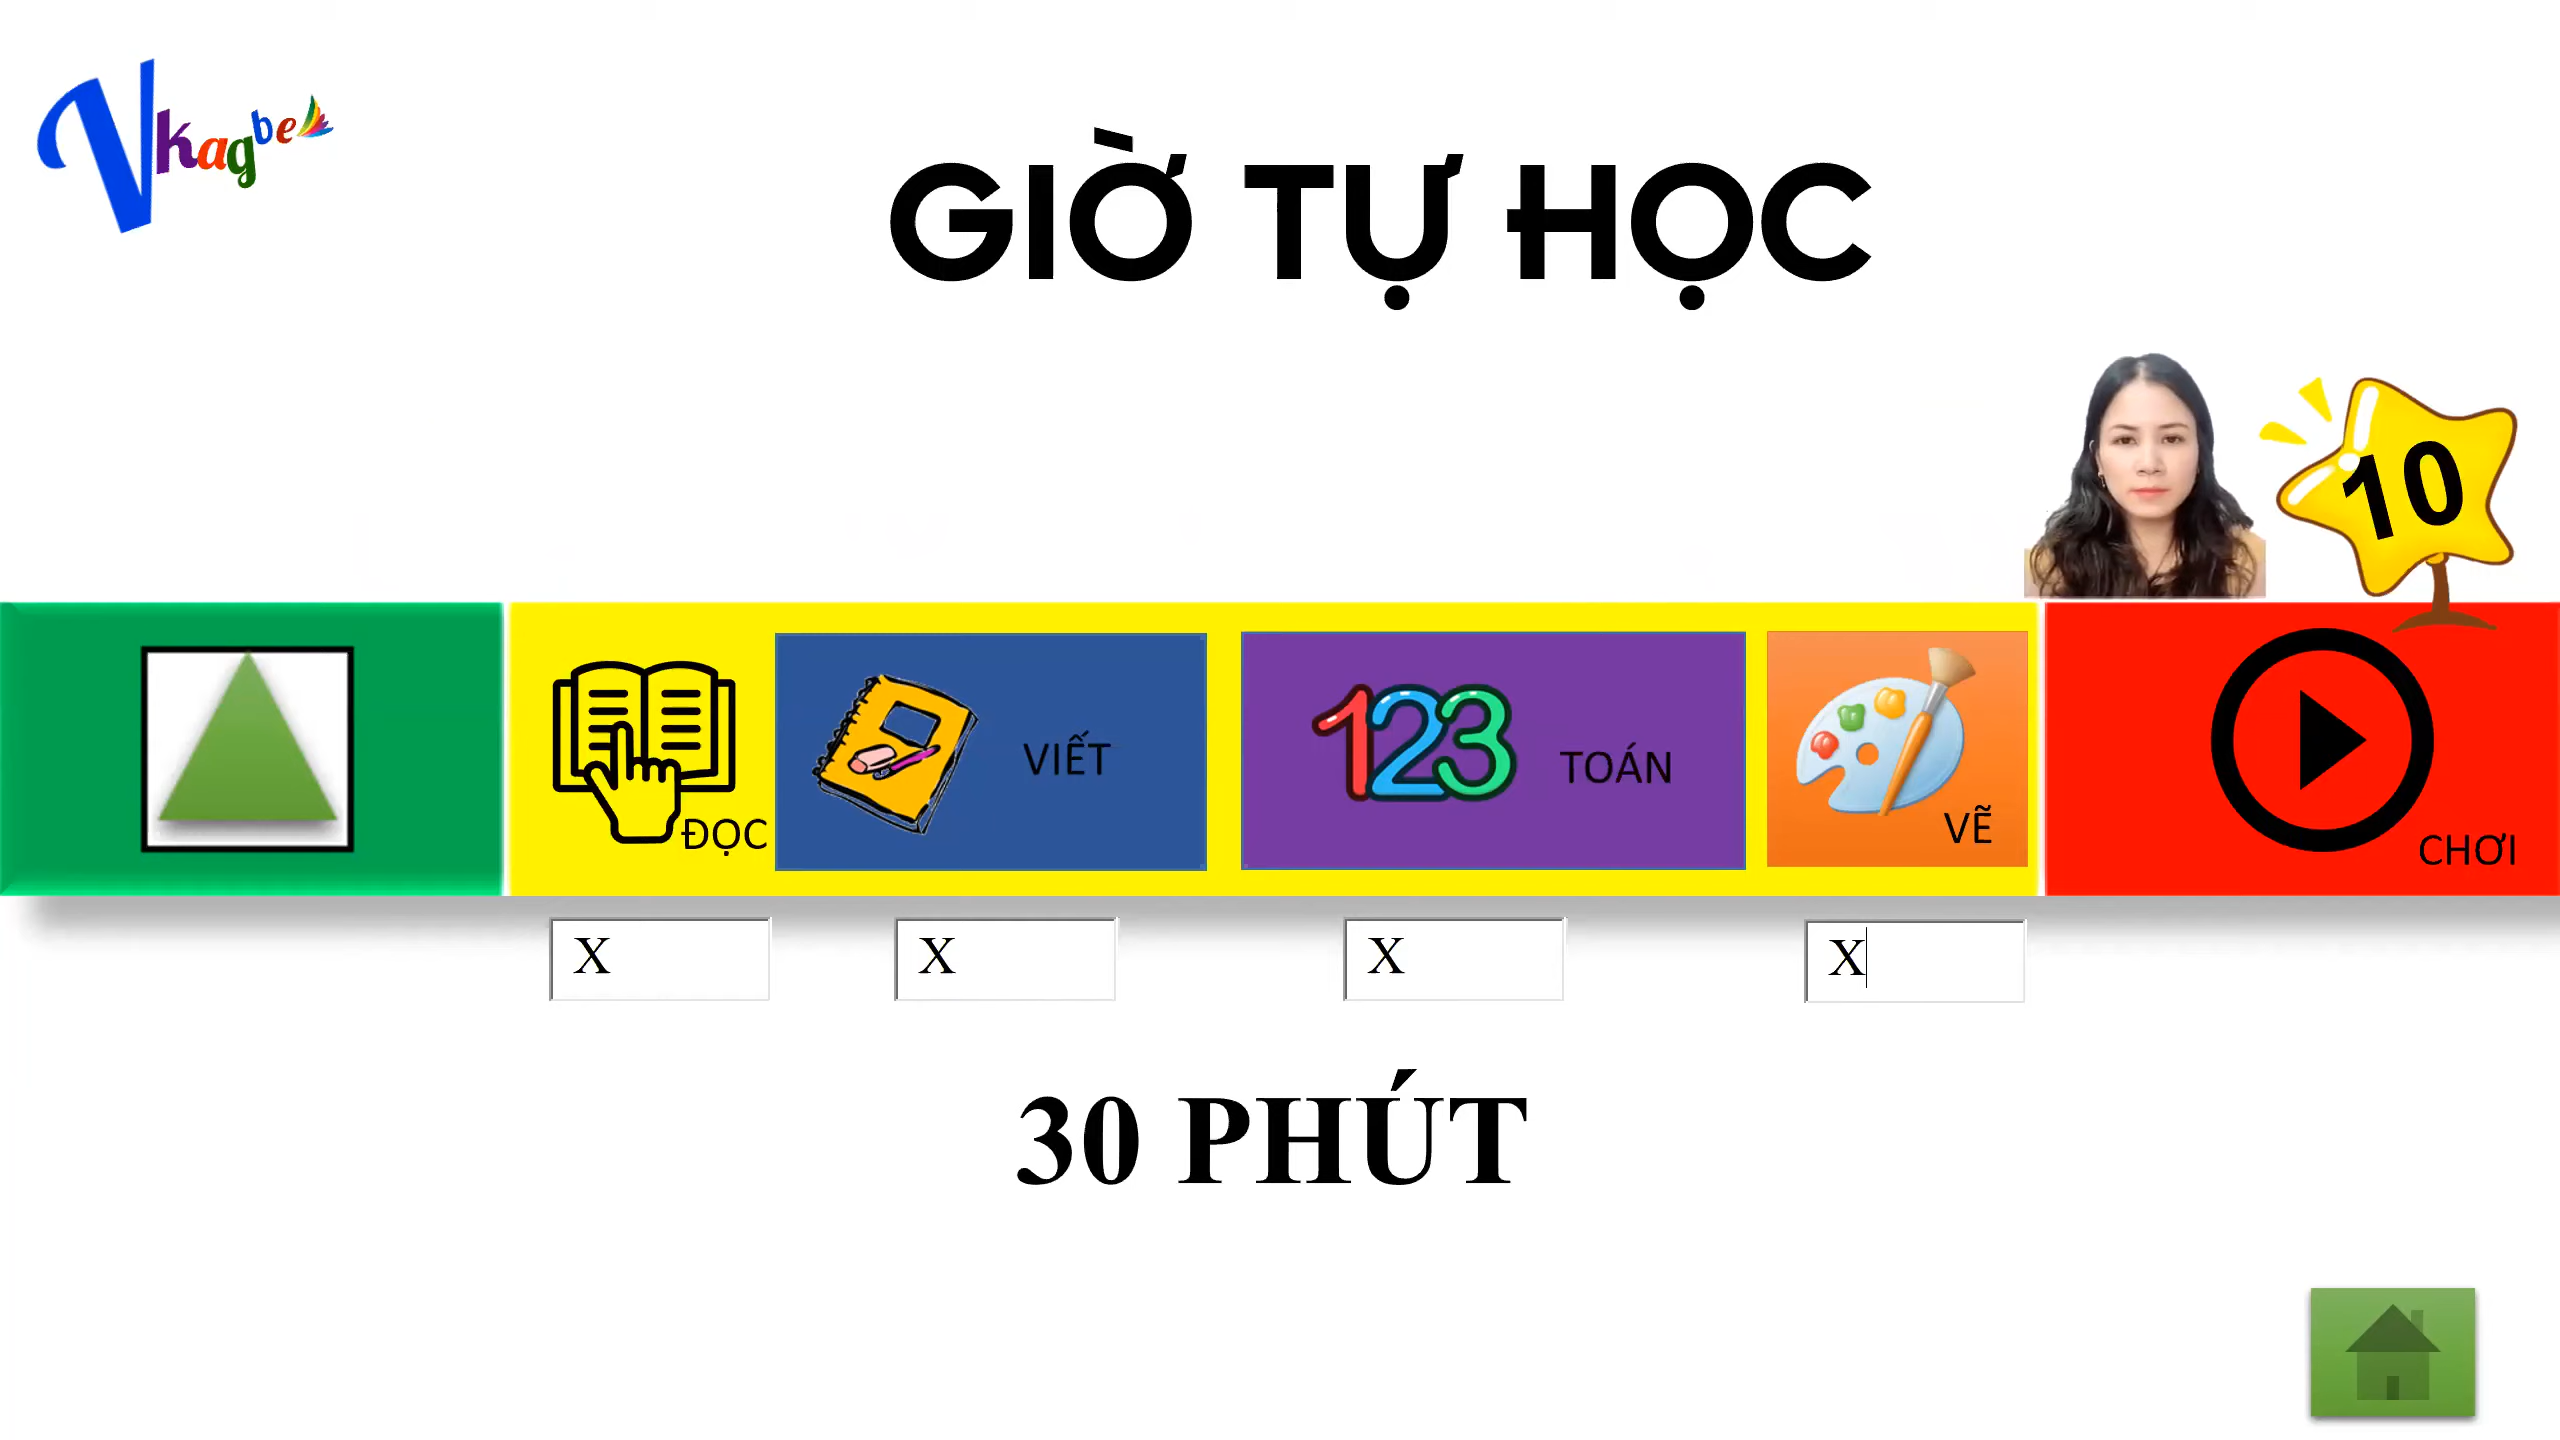 Vkagbe
GIỜ TỰ HỌC
10
ĐỌC
VIẾT
123
TOÁN
VẼ
CHƠI
X
X
X
X
30 PHÚT